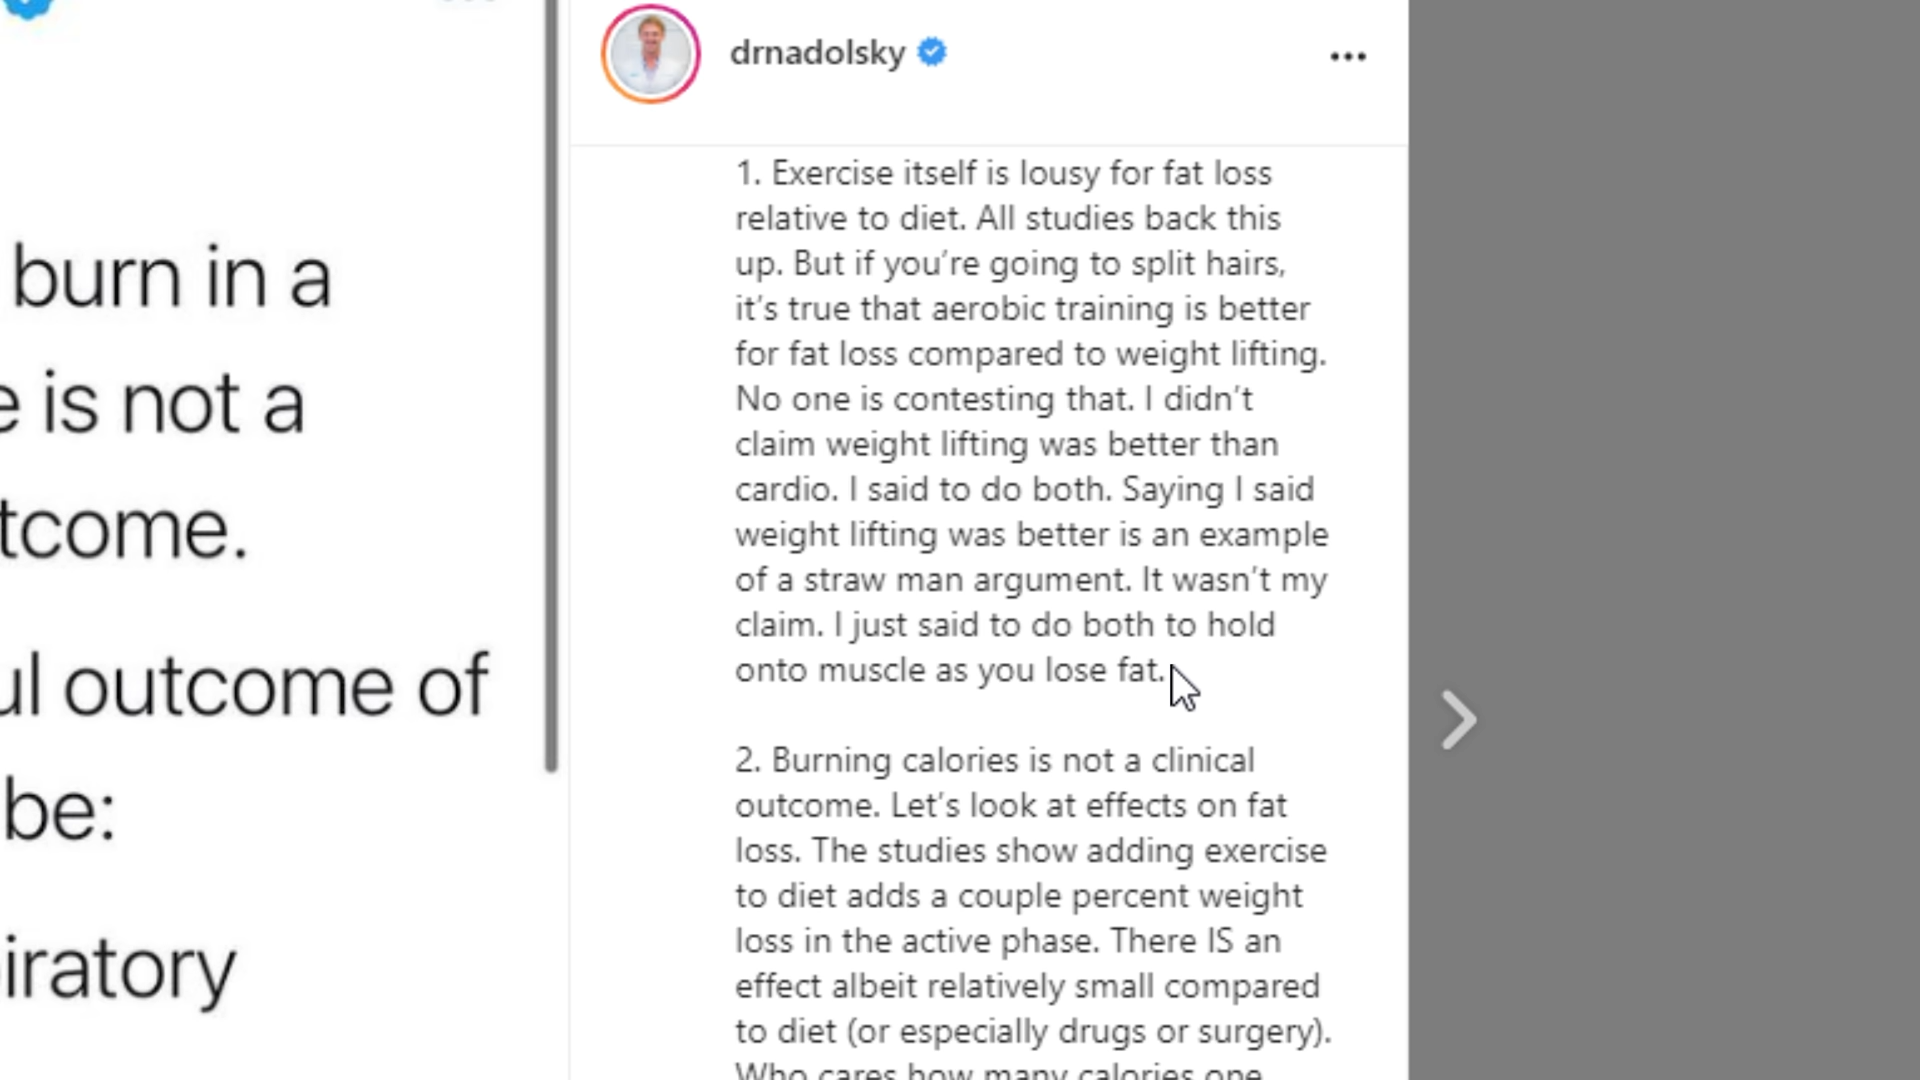 burn in a
is not a
outcome of
be:
drnadolsky
1. Exercise itself is lousy for fat loss
relative to diet. All studies back this
up. But if you’re going to split hairs,
it’s true that aerobic training is better
for fat loss compared to weight lifting.
No one is contesting that. I didn’t
claim weight lifting was better than
cardio. I said to do both. Saying I said
weight lifting was better is an example
of a straw man argument. It wasn’t my
claim. I just said to do both to hold
onto muscle as you lose fat.
2. Burning calories is not a clinical
outcome. Let’s look at effects on fat
loss. The studies show adding exercise
to diet adds a couple percent weight
loss in the active phase. There IS an
effect albeit relatively small compared
to diet (or especially drugs or surgery).
Who cares how many calories one